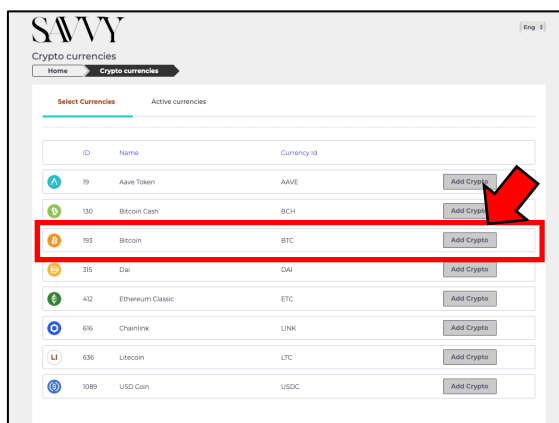 SAVVY
Eng
Crypto currencies
Home Crypto currencies
Select Currencies Active currencies
ID Name Currency Id
19 Aave Token AAVE Add Crypto
130 Bitcoin Cash BCH Add Crypto
193 Bitcoin BTC Add Crypto
315 Dai DAI Add Crypto
412 Ethereum Classic ETC Add Crypto
616 Chainlink LINK Add Crypto
LI 636 Litecoin LTC Add Crypto
1089 USD Coin USDC Add Crypto